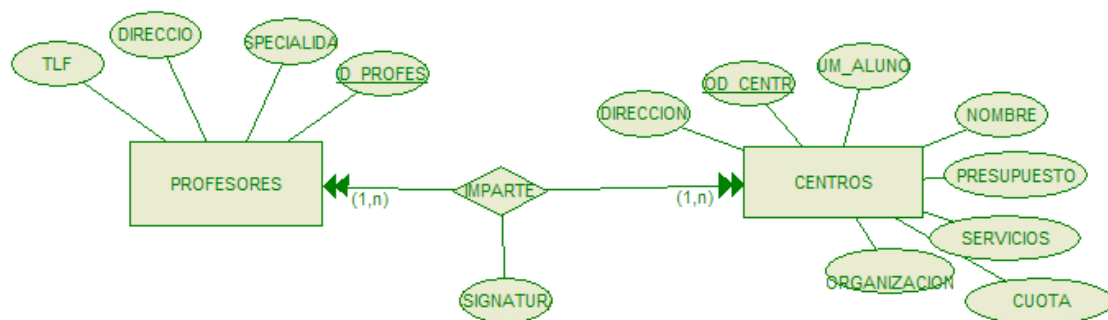 DIRECCIO
SPECIALIDA
TLF
D_PROFES
UM_ALUNO
OD_CENTR
DIRECCION
NOMBRE
PROFESORES
IMPARTE
CENTROS
PRESUPUESTO
(1,n)
(1,n)
SERVICIOS
ORGANIZACION
SIGNATUR
CUOTA